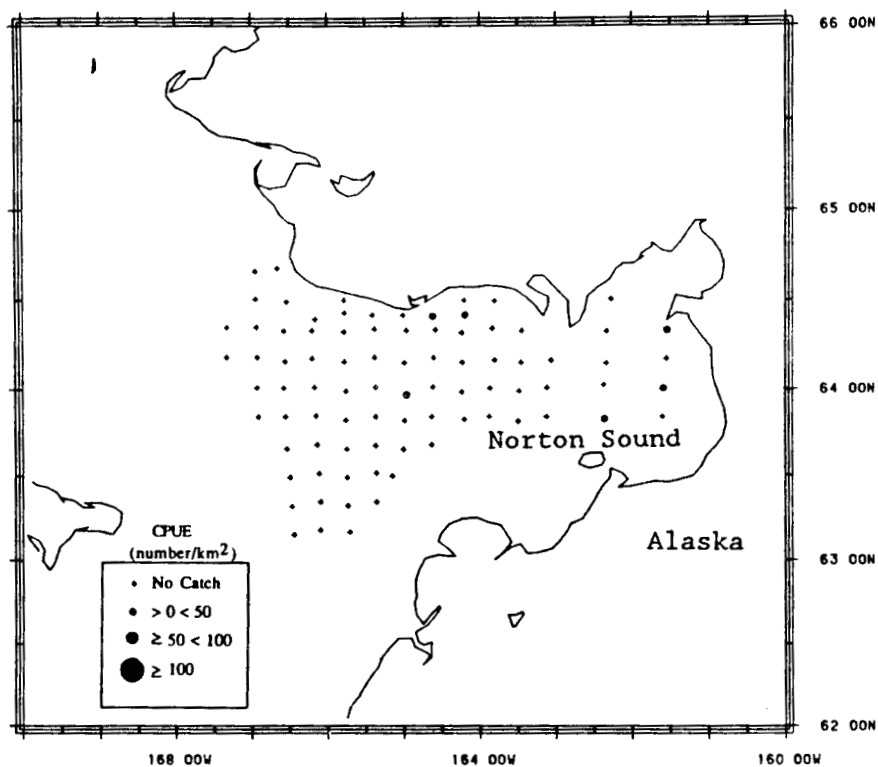 66 00N
65 00N
64 00N
Norton Sound
Alaska
63 00N
CPUE
(number/km²)
No Catch
> 0 < 50
≥ 50 < 100
≥ 100
62 00N
168 00W
164 00W
160 00W